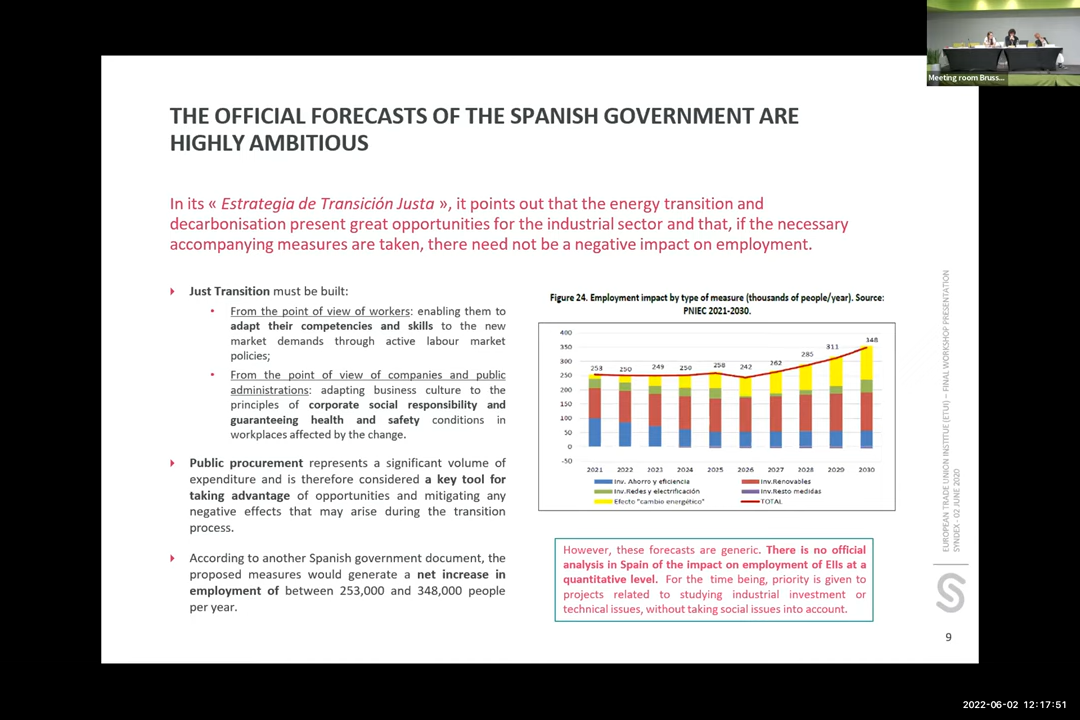 Meeting room Bruss...
THE OFFICIAL FORECASTS OF THE SPANISH GOVERNMENT ARE
HIGHLY AMBITIOUS
In its « Estrategia de Transición Justa », it points out that the energy transition and
decarbonisation present great opportunities for the industrial sector and that, if the necessary
accompanying measures are taken, there need not be a negative impact on employment.
Just Transition must be built:
• From the point of view of workers: enabling them to
adapt their competencies and skills to the new
market demands through active labour market
policies;
• From the point of view of companies and public
administrations: adapting business culture to the
principles of corporate social responsibility and
guaranteeing health and safety conditions in
workplaces affected by the change.
Public procurement represents a significant volume of
expenditure and is therefore considered a key tool for
taking advantage of opportunities and mitigating any
negative effects that may arise during the transition
process.
According to another Spanish government document, the
proposed measures would generate a net increase in
employment of between 253,000 and 348,000 people
per year.
Figure 24. Employment impact by type of measure (thousands of people/year). Source:
PNIEC 2021-2030.
400
350
300
250
200
150
100
50
0
-50
253 250 249 250 258 242 262 285 311 348
2021 2022 2023 2024 2025 2026 2027 2028 2029 2030
Inv. Ahorro y eficiencia Inv.Renovables
Inv.Redes y electrificación Inv.Resto medidas
Efecto "cambio energético" TOTAL
However, these forecasts are generic. There is no official
analysis in Spain of the impact on employment of EIIs at a
quantitative level. For the time being, priority is given to
projects related to studying industrial investment or
technical issues, without taking social issues into account.
EUROPEAN TRADE UNION INSTITUE (ETUI) – FINAL WORKSHOP PRESENTATION
SYNDEX - 02 JUNE 2020
9
2022-06-02 12:17:51